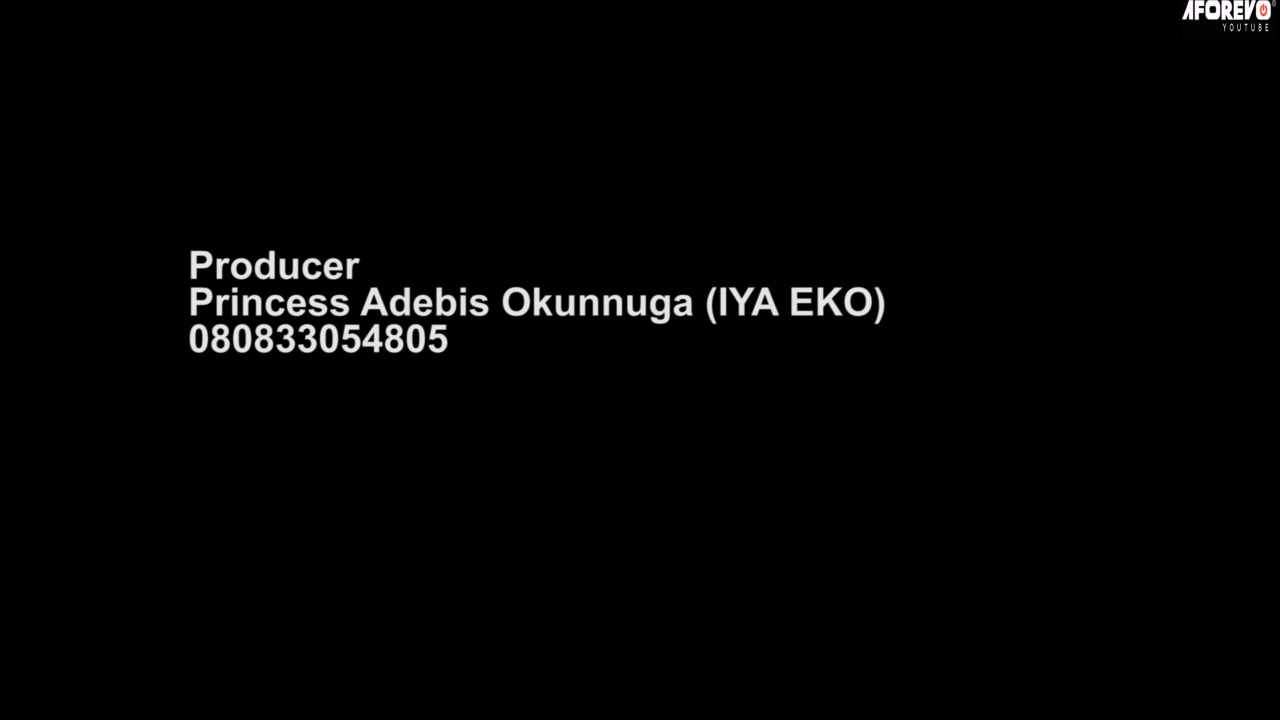 AFOREVO
YOUTUBE
Producer
Princess Adebis Okunnuga (IYA EKO)
080833054805